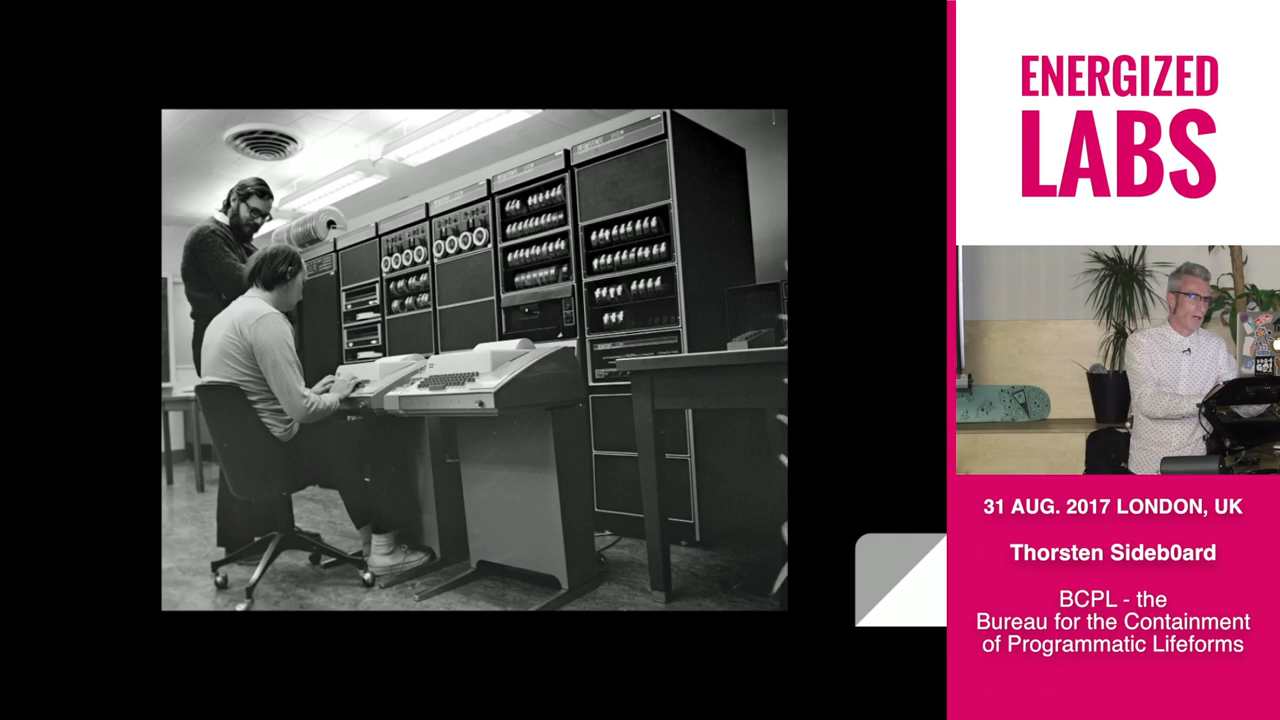 ENERGIZED
LABS
31 AUG. 2017 LONDON, UK
Thorsten Sideb0ard
BCPL - the
Bureau for the Containment
of Programmatic Lifeforms